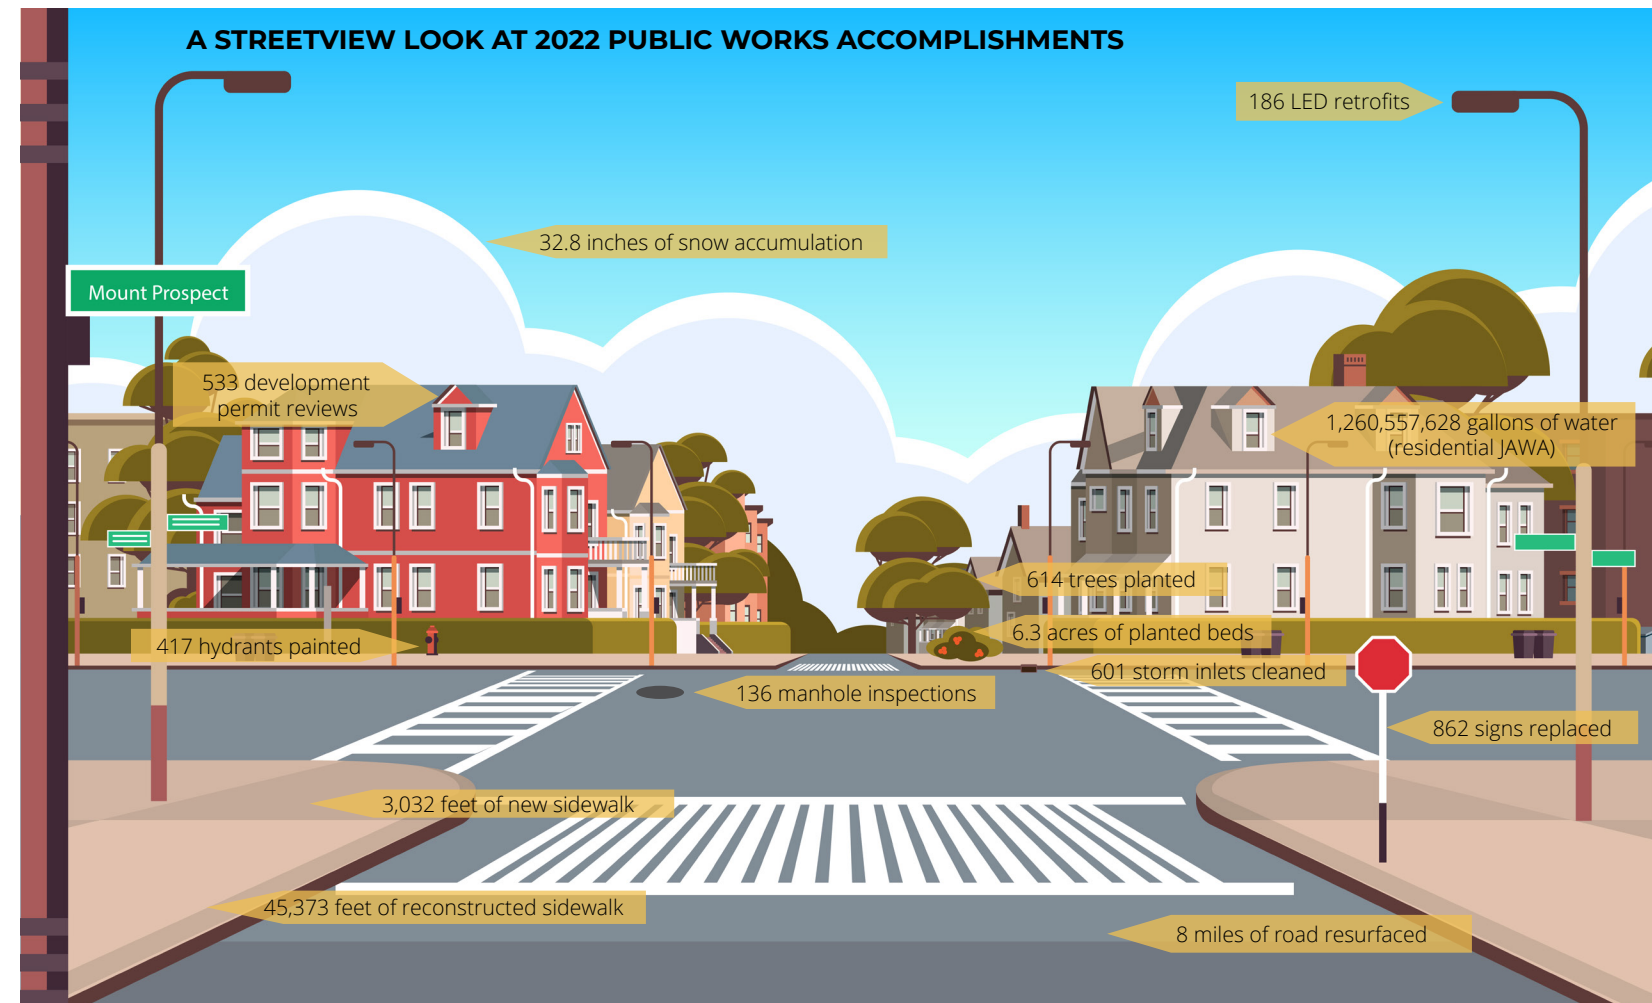 A STREETVIEW LOOK AT 2022 PUBLIC WORKS ACCOMPLISHMENTS
186 LED retrofits
32.8 inches of snow accumulation
Mount Prospect
533 development
permit reviews
1,260,557,628 gallons of water
(residential JAWA)
614 trees planted
6.3 acres of planted beds
417 hydrants painted
601 storm inlets cleaned
136 manhole inspections
862 signs replaced
3,032 feet of new sidewalk
45,373 feet of reconstructed sidewalk
8 miles of road resurfaced